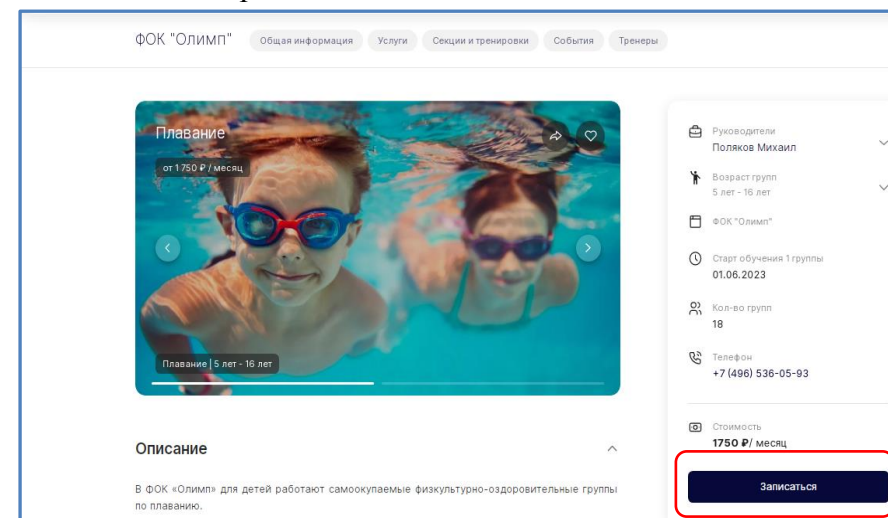 ФОК "Олимп"
Общая информация
Услуги
Секции и тренировки
События
Тренеры
Плавание
от 1 750 ₽ / месяц
Плавание | 5 лет - 16 лет
Описание
В ФОК «Олимп» для детей работают самоокупаемые физкультурно-оздоровительные группы
по плаванию.
Руководители
Поляков Михаил
Возраст групп
5 лет - 16 лет
ФОК "Олимп"
Старт обучения 1 группы
01.06.2023
Кол-во групп
18
Телефон
+7 (496) 536-05-93
Стоимость
1750 ₽/ месяц
Записаться